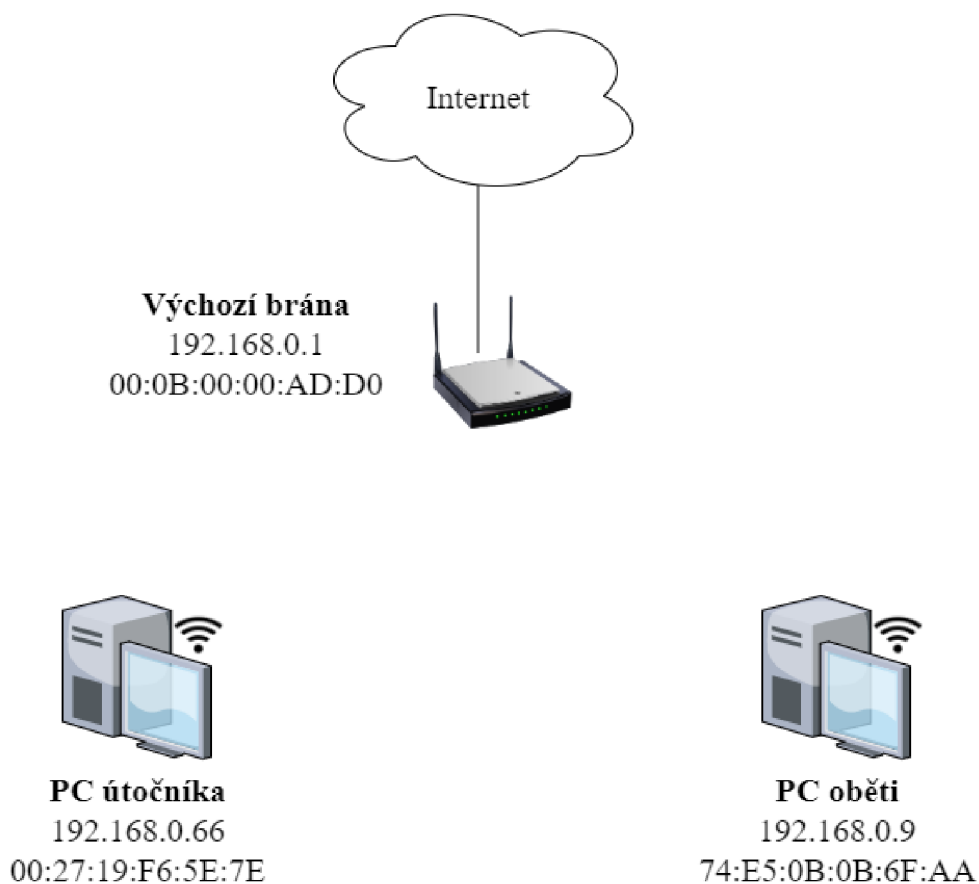 Internet
Výchozí brána
192.168.0.1
00:0B:00:00:AD:D0
PC útočníka
192.168.0.66
00:27:19:F6:5E:7E
PC oběti
192.168.0.9
74:E5:0B:0B:6F:AA